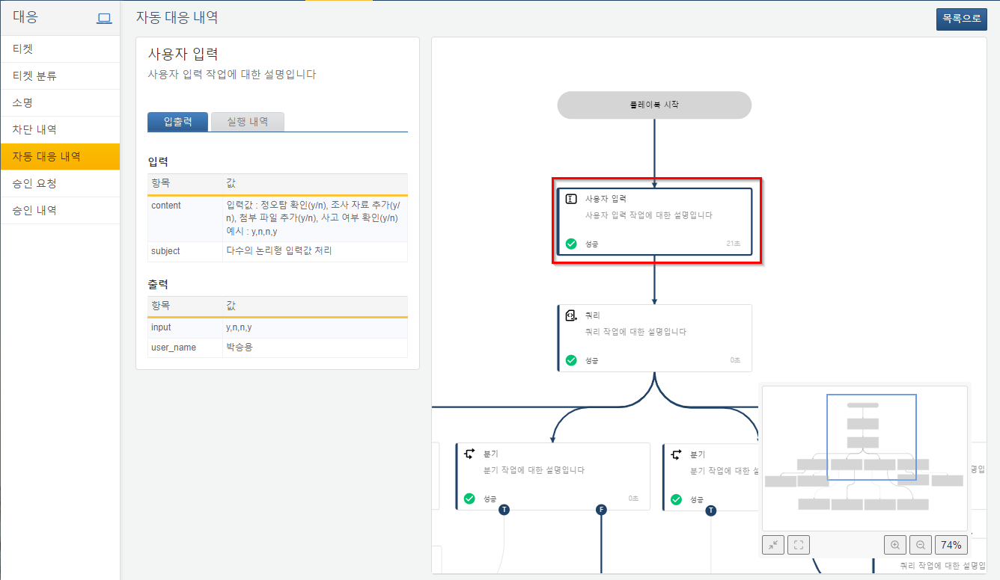 대응
티켓
티켓 분류
소명
차단 내역
자동 대응 내역
승인 요청
승인 내역
자동 대응 내역
목록으로
사용자 입력
사용자 입력 작업에 대한 설명입니다
입출력
실행 내역
입력
항목 값
content 입력값 : 정오탐 확인(y/n), 조사 자료 추가(y/
n), 첨부 파일 추가(y/n), 사고 여부 확인(y/n)
예시 : y,n,n,y
subject 다수의 논리형 입력값 처리
출력
항목 값
input y,n,n,y
user_name 박승용
플레이북 시작
사용자 입력
사용자 입력 작업에 대한 설명입니다
성공 21초
쿼리
쿼리 작업에 대한 설명입니다
성공 0초
분기
분기 작업에 대한 설명입니다
성공 0초
T F
분기
분기 작업에 대한 설
성공
T
명입
74%
쿼리 작업에 대한 설명입